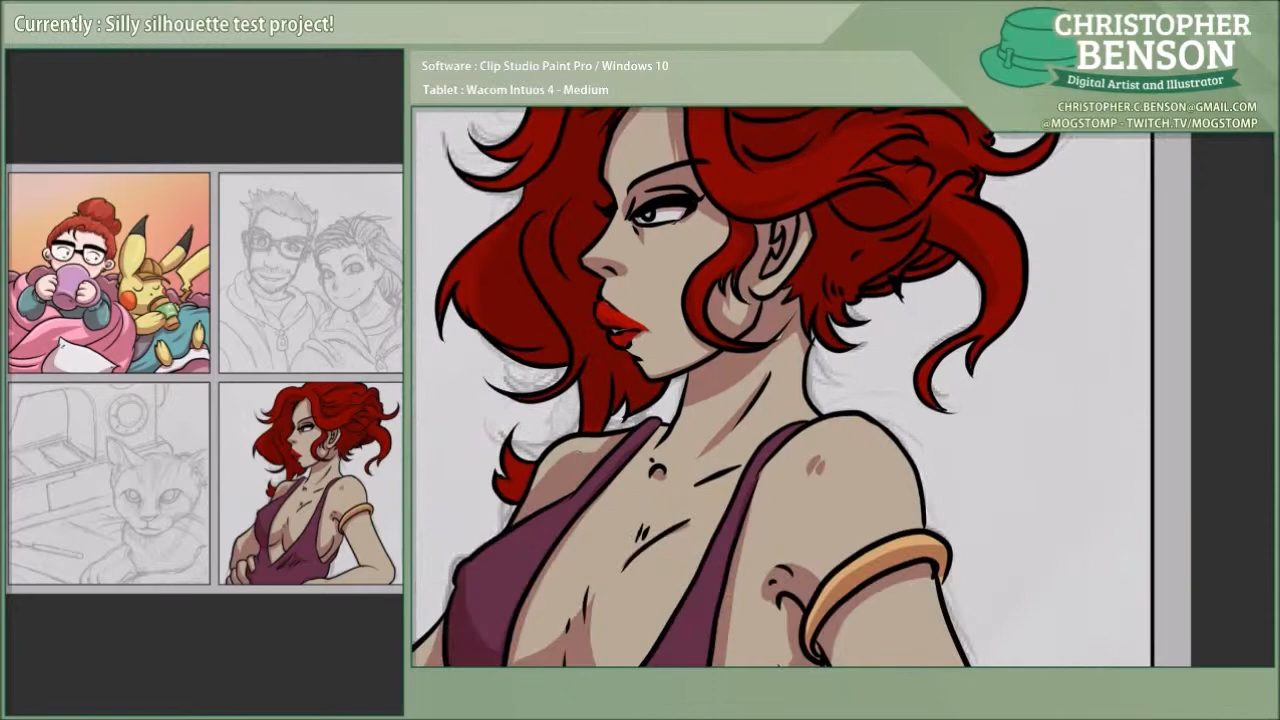 Currently : Silly silhouette test project!
CHRISTOPHER
BENSON
Digital Artist and Illustrator
CHRISTOPHER.C.BENSON@GMAIL.COM
@MOGSTOMP - TWITCH.TV/MOGSTOMP
Software : Clip Studio Paint Pro / Windows 10
Tablet : Wacom Intuos 4 - Medium